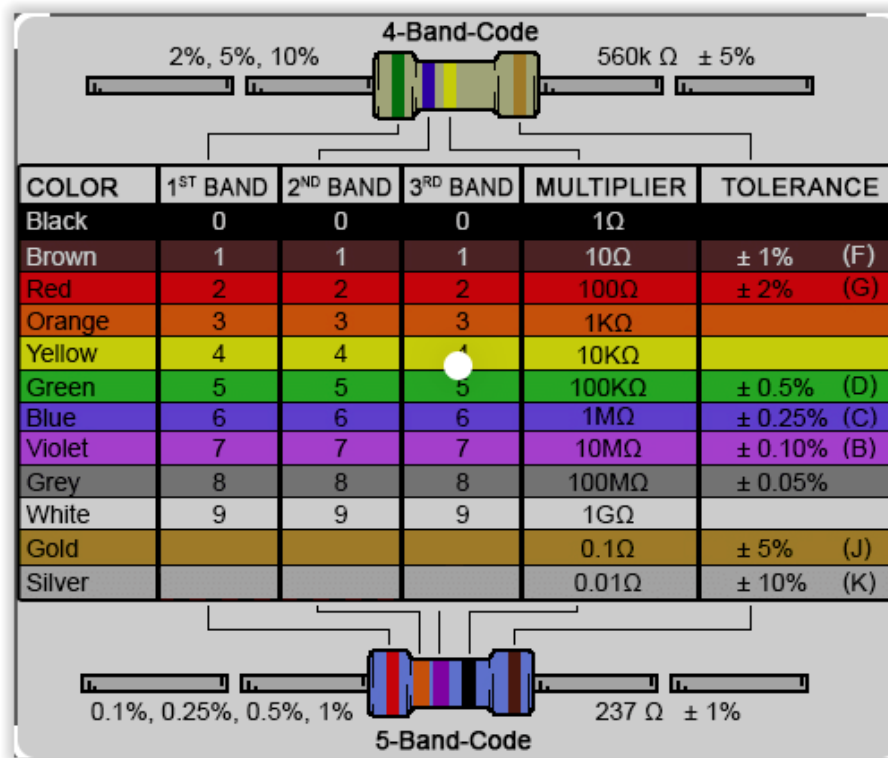 4-Band-Code
2%, 5%, 10% 560k Ω ± 5%
COLOR 1ST BAND 2ND BAND 3RD BAND MULTIPLIER TOLERANCE
Black 0 0 0 1Ω
Brown 1 1 1 10Ω ± 1% (F)
Red 2 2 2 100Ω ± 2% (G)
Orange 3 3 3 1KΩ
Yellow 4 4 4 10KΩ
Green 5 5 5 100KΩ ± 0.5% (D)
Blue 6 6 6 1MΩ ± 0.25% (C)
Violet 7 7 7 10MΩ ± 0.10% (B)
Grey 8 8 8 100MΩ ± 0.05%
White 9 9 9 1GΩ
Gold 0.1Ω ± 5% (J)
Silver 0.01Ω ± 10% (K)
0.1%, 0.25%, 0.5%, 1% 237 Ω ± 1%
5-Band-Code